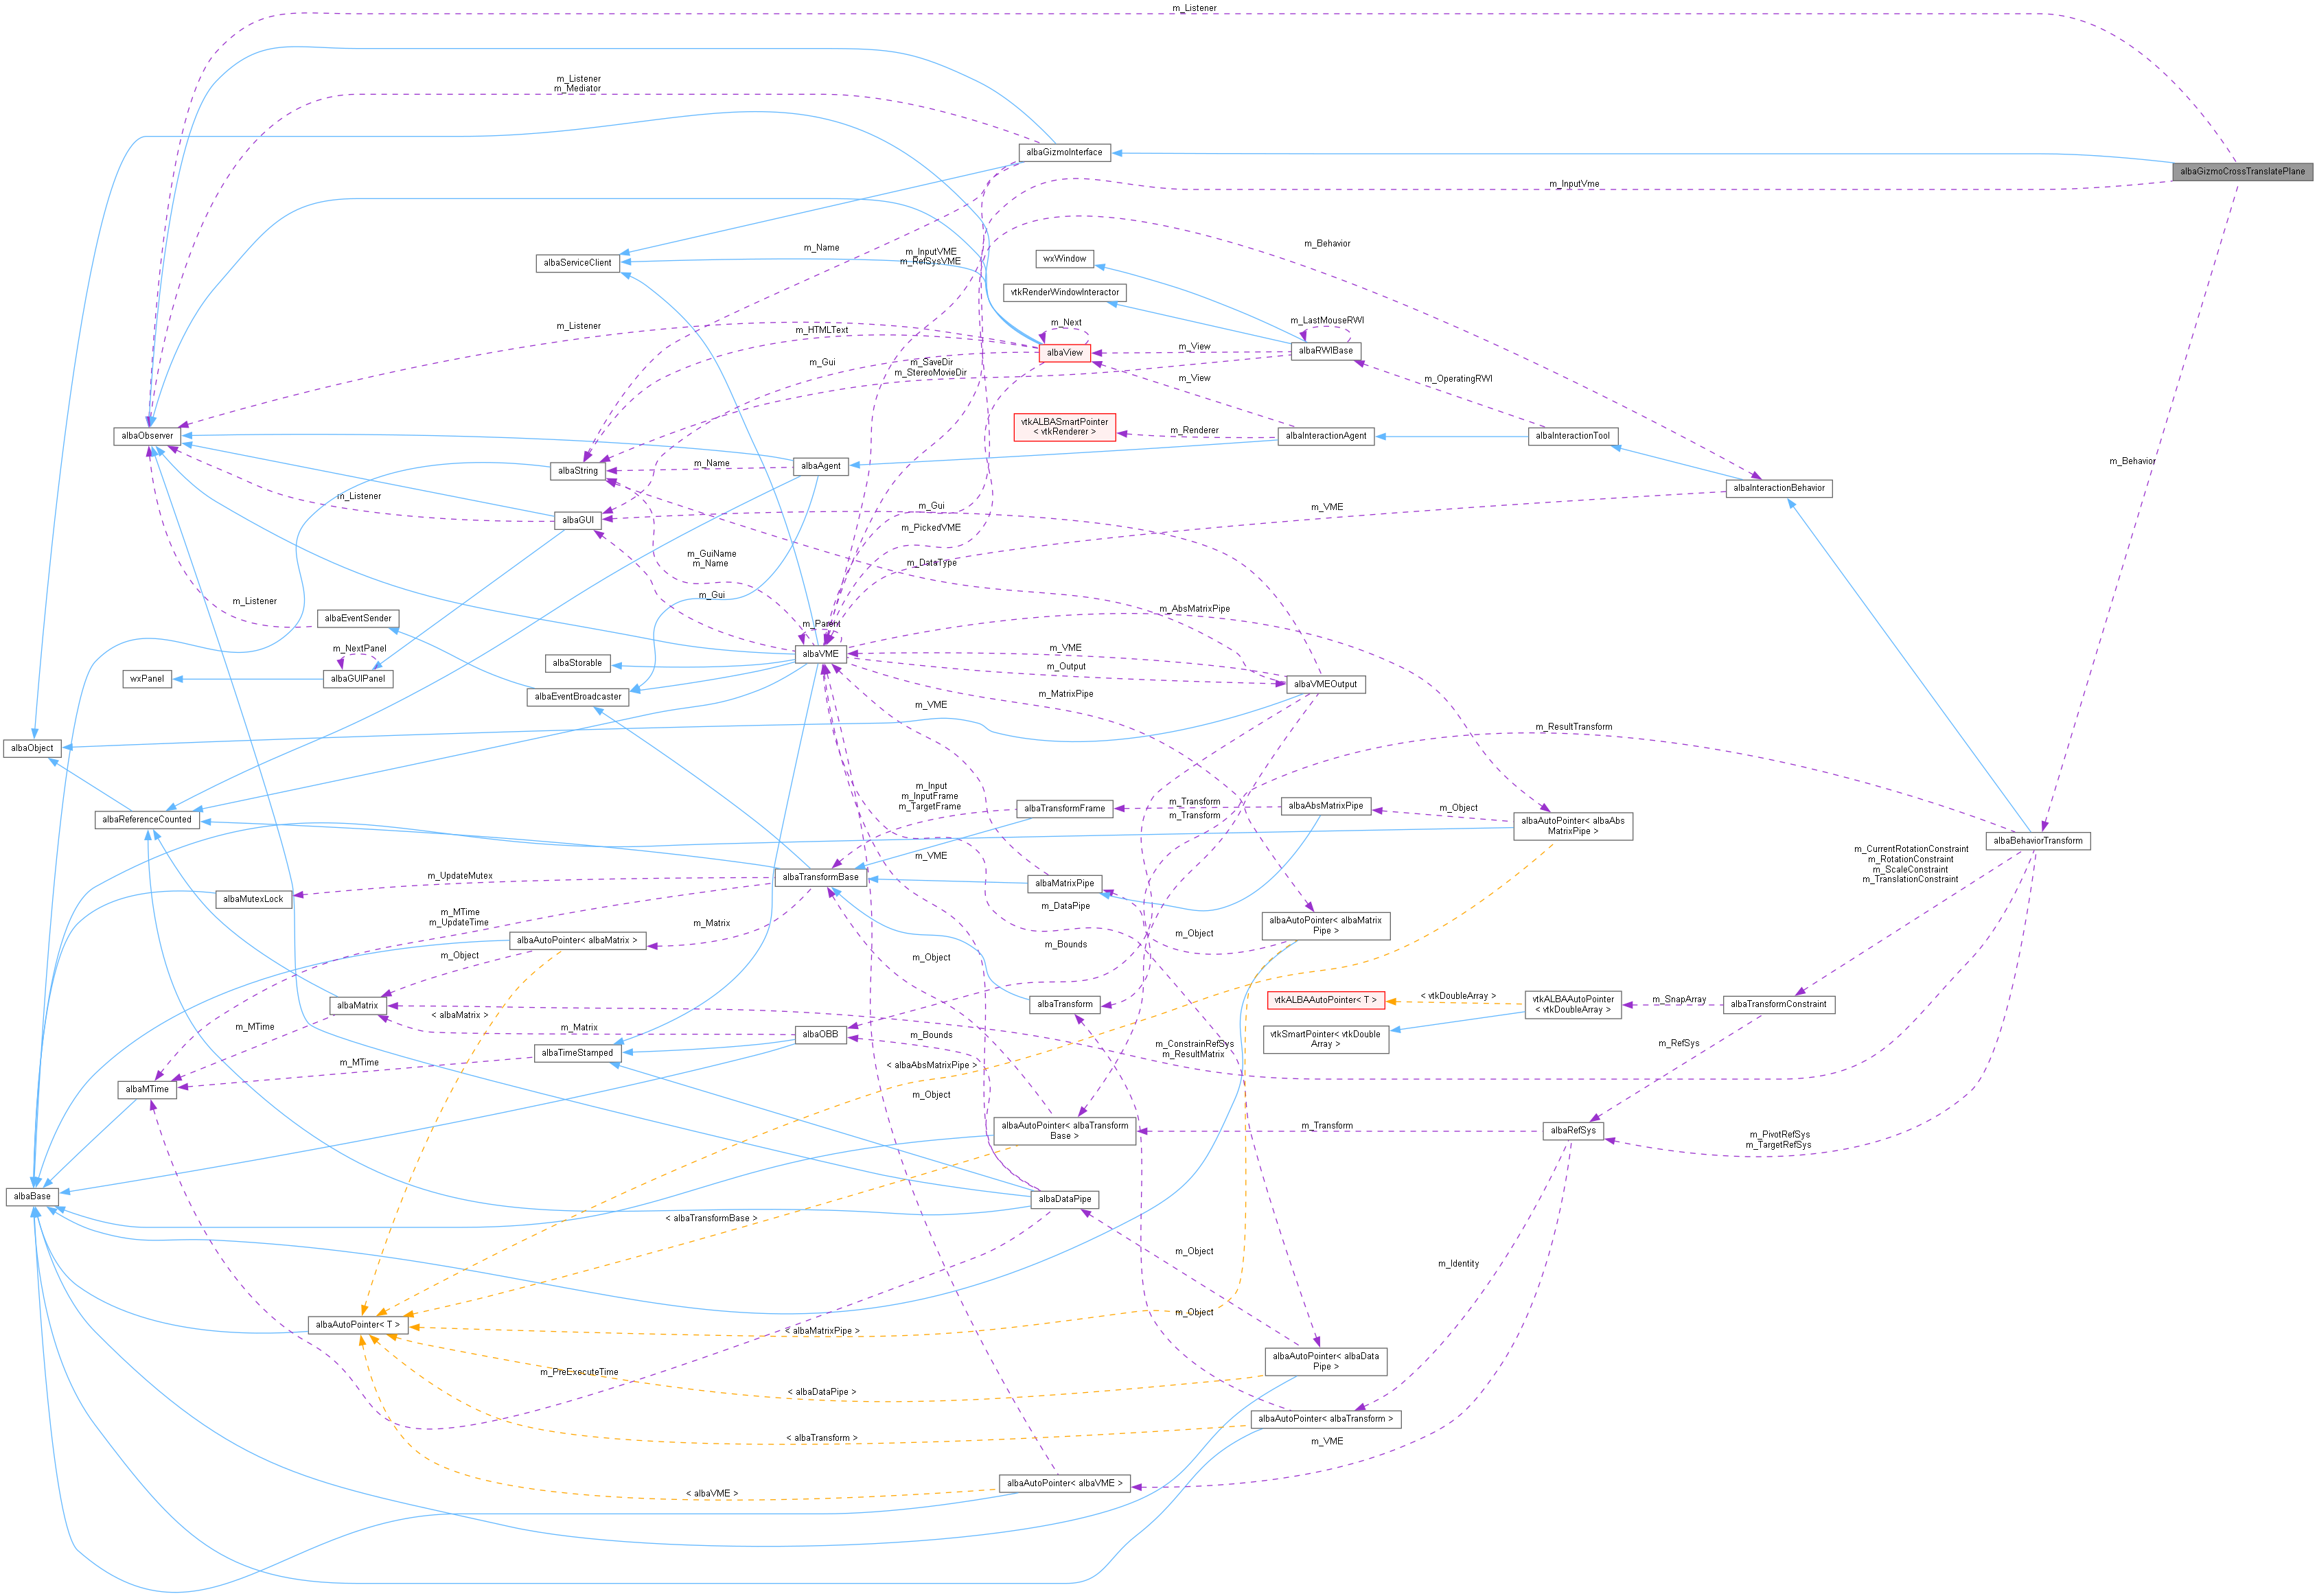 m_Listener
m_Listener
m_Mediator
albaGizmoInterface
albaGizmoCrossTranslatePlane
m_InputVme
m_Name
m_InputVME
m_RefSysVME
m_Behavior
albaServiceClient
wxWindow
vtkRenderWindowInteractor
m_Listener
m_HTMLText
m_Next
m_LastMouseRWI
albaView
m_View
albaRWIBase
m_Gui
m_SaveDir
m_StereoMovieDir
m_View
m_OperatingRWI
vtkALBASmartPointer
< vtkRenderer >
m_Renderer
albaInteractionAgent
albaInteractionTool
albaObserver
albaString
m_Name
albaAgent
m_Behavior
albaInteractionBehavior
m_Listener
albaGUI
m_Gui
m_VME
m_PickedVME
m_GuiName
m_Name
m_DataType
m_Listener
m_Gui
m_AbsMatrixPipe
albaEventSender
m_Parent
m_NextPanel
albaStorable
albaVME
m_VME
m_Output
wxPanel
albaGUIPanel
albaEventBroadcaster
m_MatrixPipe
albaVMEOutput
m_VME
m_ResultTransform
albaObject
m_Input
m_InputFrame
m_TargetFrame
albaTransformFrame
m_Transform
m_Transform
albaAbsMatrixPipe
m_Object
albaAutoPointer< albaAbs
MatrixPipe >
albaReferenceCounted
albaBehaviorTransform
m_VME
m_CurrentRotationConstraint
m_RotationConstraint
m_ScaleConstraint
m_TranslationConstraint
m_UpdateMutex
albaTransformBase
albaMatrixPipe
albaMutexLock
m_MTime
m_UpdateTime
m_Matrix
m_DataPipe
albaAutoPointer< albaMatrix
Pipe >
albaAutoPointer< albaMatrix >
m_Object
m_Bounds
m_Object
m_Object
albaMatrix
albaTransform
vtkALBAAutoPointer< T >
< vtkDoubleArray >
vtkALBAAutoPointer
< vtkDoubleArray >
m_SnapArray
albaTransformConstraint
< albaMatrix >
m_MTime
m_Matrix
albaOBB
m_Bounds
vtkSmartPointer< vtkDouble
Array >
m_ConstrainRefSys
m_ResultMatrix
m_RefSys
albaTimeStamped
m_MTime
< albaAbsMatrixPipe >
albaMTime
m_Object
albaAutoPointer< albaTransform
Base >
m_Transform
albaRefSys
m_PivotRefSys
m_TargetRefSys
albaBase
albaDataPipe
< albaTransformBase >
m_Object
m_Identity
albaAutoPointer< T >
< albaMatrixPipe >
m_Object
m_PreExecuteTime
albaAutoPointer< albaData
Pipe >
< albaDataPipe >
albaAutoPointer< albaTransform >
< albaTransform >
m_VME
albaAutoPointer< albaVME >
< albaVME >